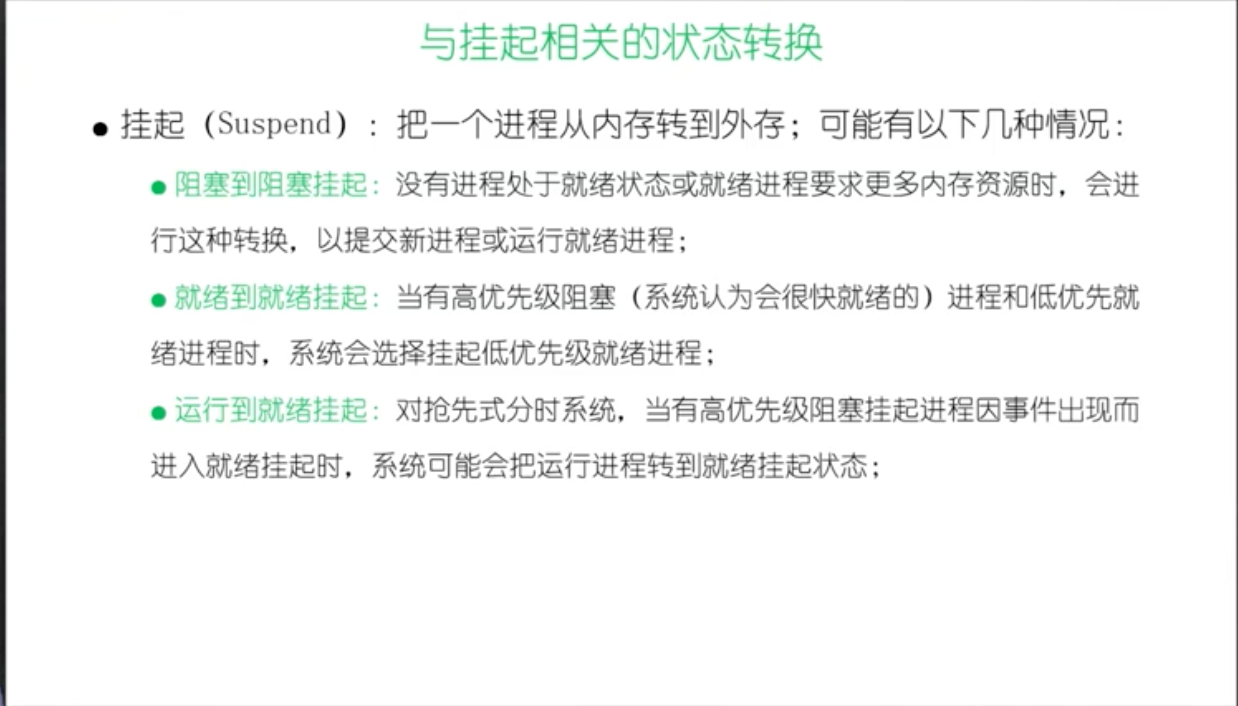 与挂起相关的状态转换
● 挂起（Suspend）：把一个进程从内存转到外存；可能有以下几种情况：
● 阻塞到阻塞挂起：没有进程处于就绪状态或就绪进程要求更多内存资源时，会进
行这种转换，以提交新进程或运行就绪进程；
● 就绪到就绪挂起：当有高优先级阻塞（系统认为会很快就绪的）进程和低优先就
绪进程时，系统会选择挂起低优先级就绪进程；
● 运行到就绪挂起：对抢先式分时系统，当有高优先级阻塞挂起进程因事件出现而
进入就绪挂起时，系统可能会把运行进程转到就绪挂起状态；